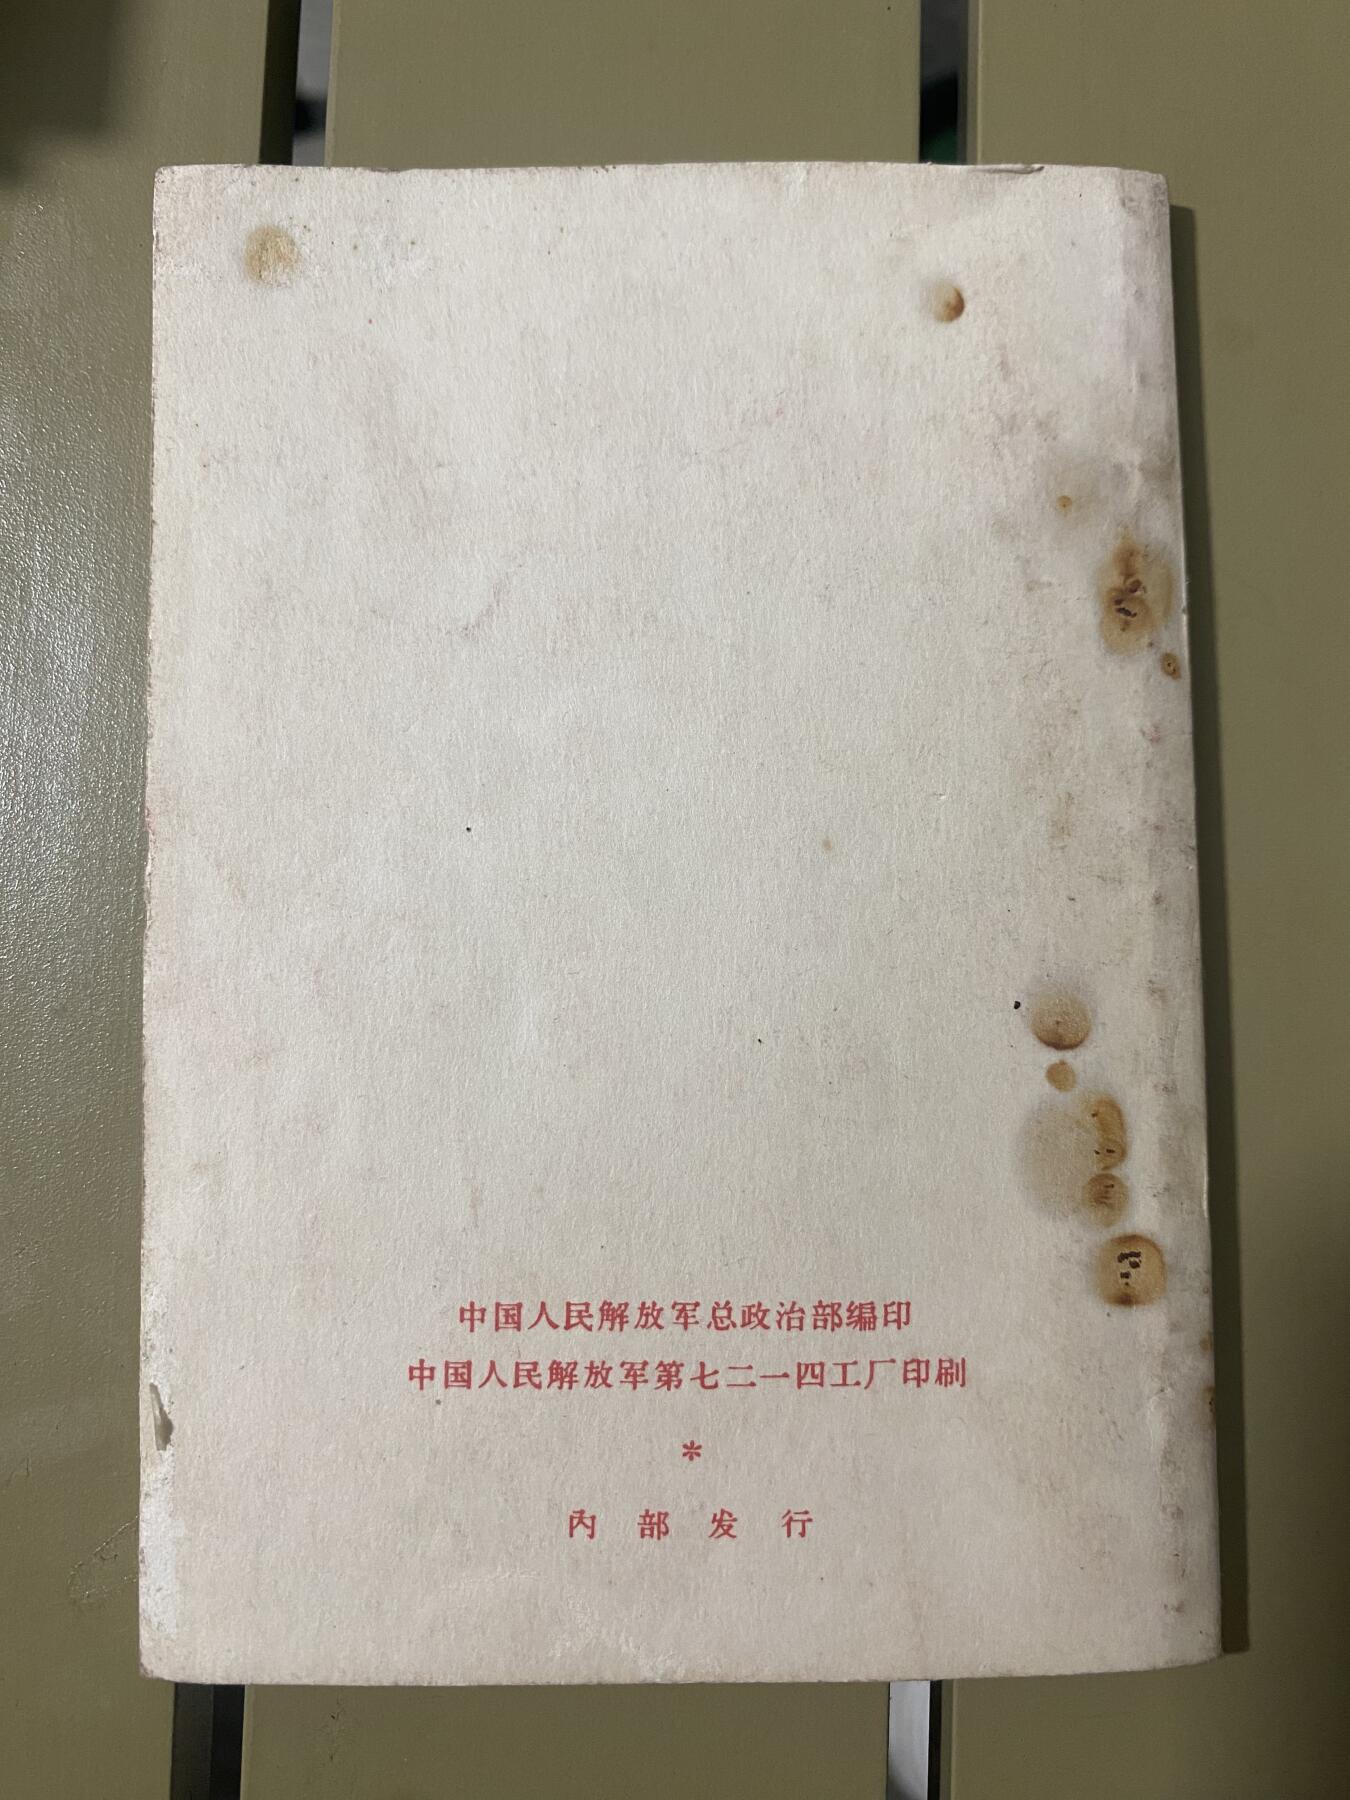 中国人民解放军总政治部编印
中国人民解放军第七二一四工厂印刷
*
内部发行